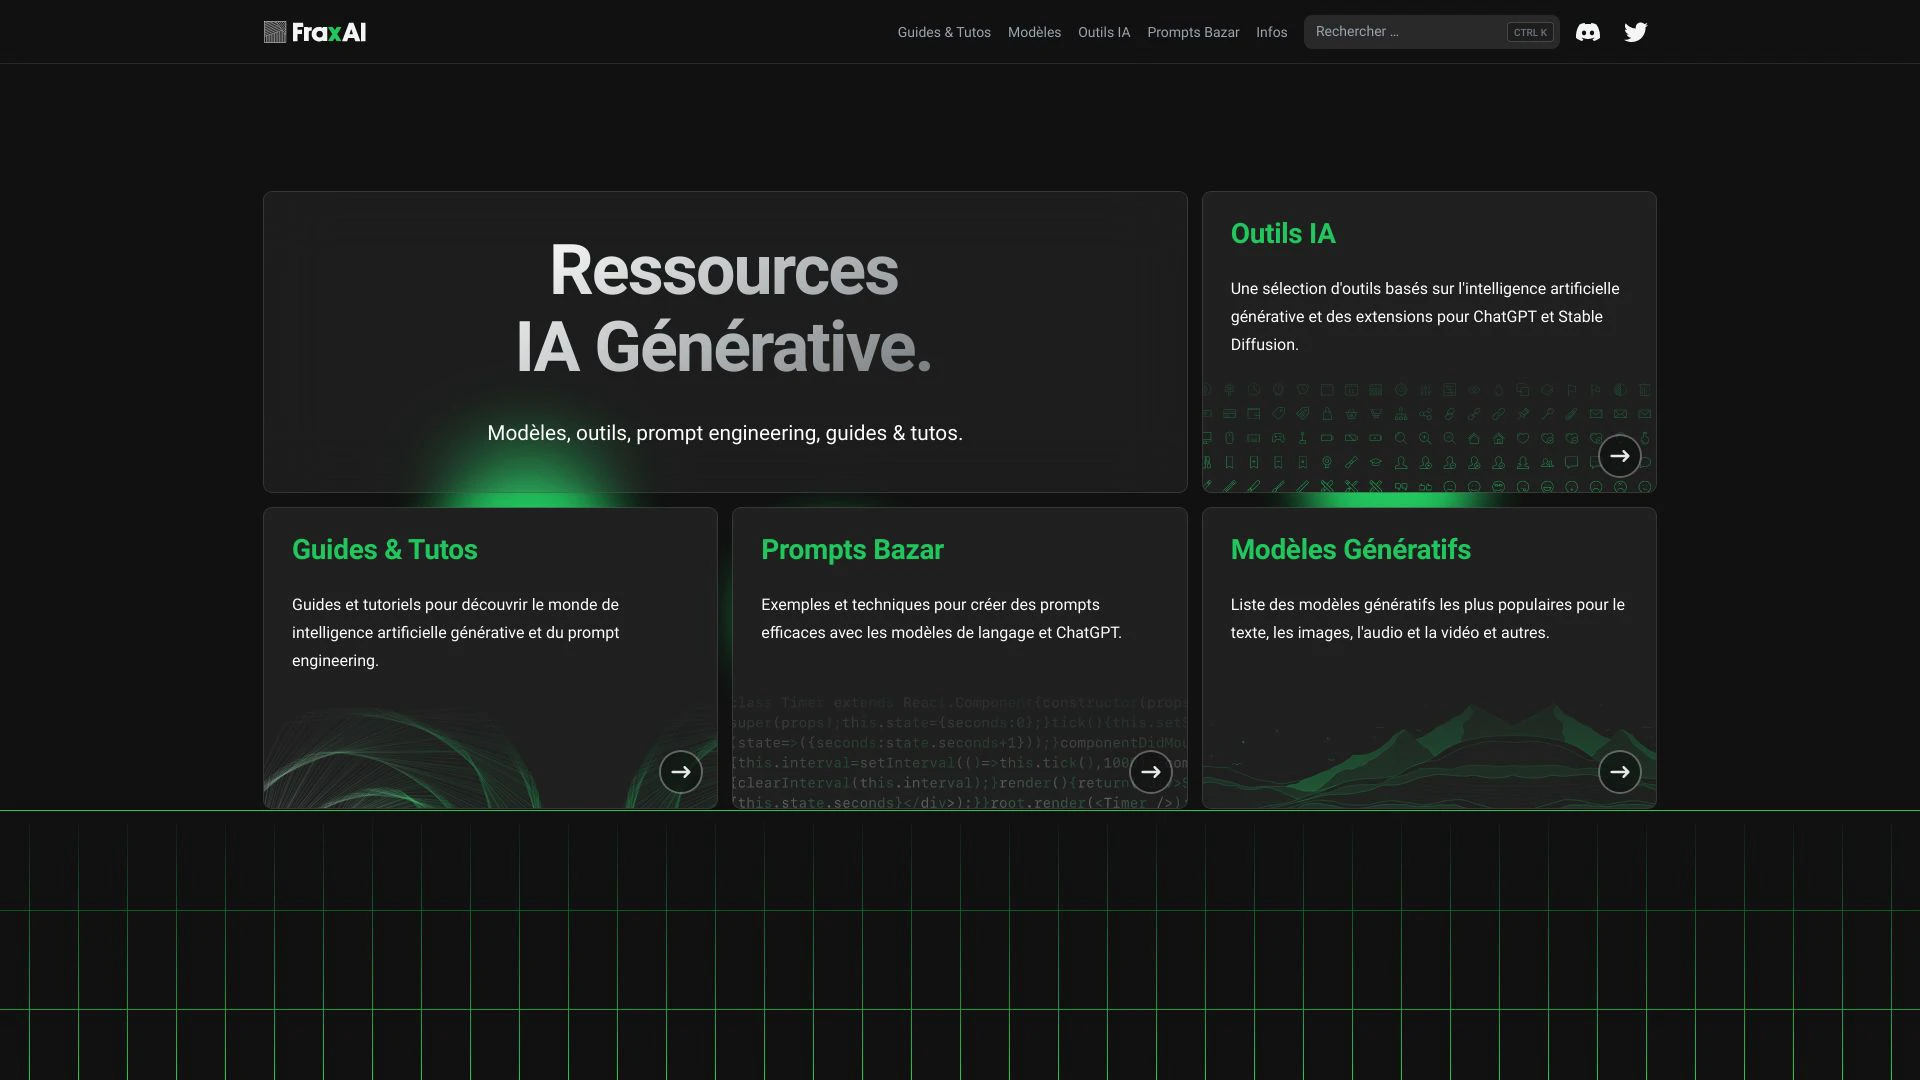 FraxAI
Guides & Tutos
Modèles
Outils IA
Prompts Bazar
Infos
Rechercher …
CTRL K
Ressources
IA Générative.
Modèles, outils, prompt engineering, guides & tutos.
Outils IA
Une sélection d'outils basés sur l'intelligence artificielle
générative et des extensions pour ChatGPT et Stable
Diffusion.
Guides & Tutos
Guides et tutoriels pour découvrir le monde de
intelligence artificielle générative et du prompt
engineering.
Prompts Bazar
Exemples et techniques pour créer des prompts
efficaces avec les modèles de langage et ChatGPT.
class Timer extends React.Component{constructor(props
super(props);this.state={seconds:0};}tick(){this.setS
(state=>({seconds:state.seconds+1}));}componentDidMou
{this.interval=setInterval(()=>this.tick(),100
{clearInterval(this.interval);}render(){return
{this.state.seconds}</div>);}}root.render(<Timer />);
Modèles Génératifs
Liste des modèles génératifs les plus populaires pour le
texte, les images, l'audio et la vidéo et autres.